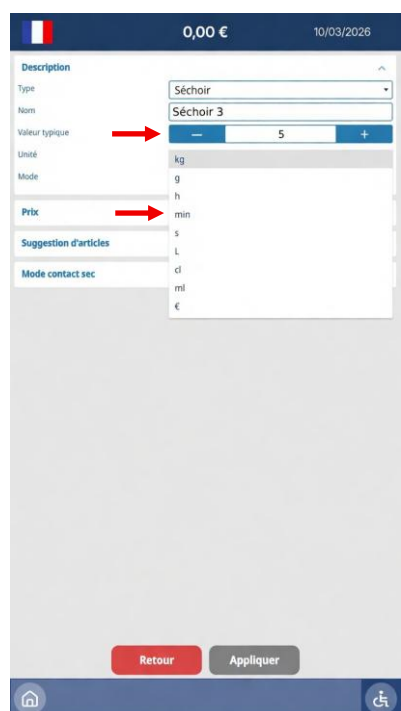 0,00 € 10/03/2026
Description
Type Séchoir
Nom Séchoir 3
Valeur typique — 5 +
Unité kg
Mode g
h
Prix min
s
Suggestion d'articles L
Mode contact sec cl
ml
€
Retour Appliquer